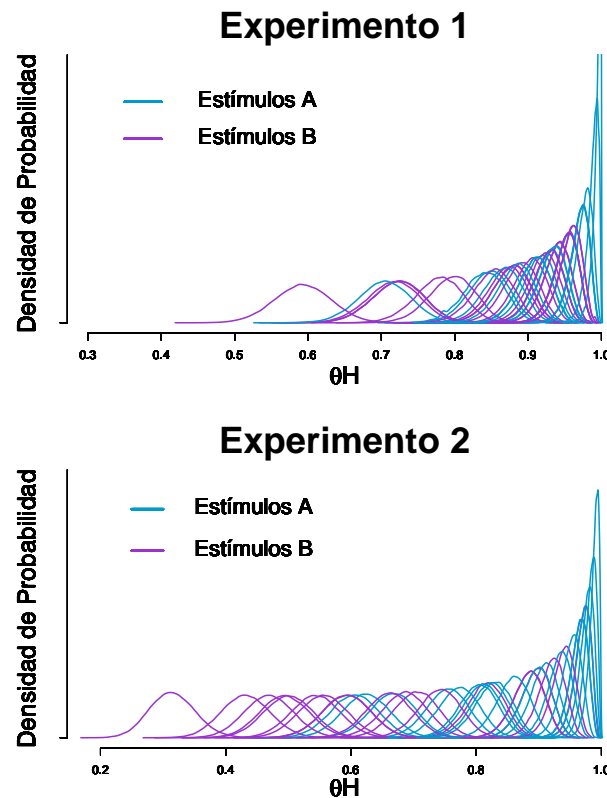 Experimento 1
Densidad de Probabilidad
Estímulos A
Estímulos B
0.3 0.4 0.5 0.6 0.7 0.8 0.9 1.0
θH
Experimento 2
Densidad de Probabilidad
Estímulos A
Estímulos B
0.2 0.4 0.6 0.8 1.0
θH